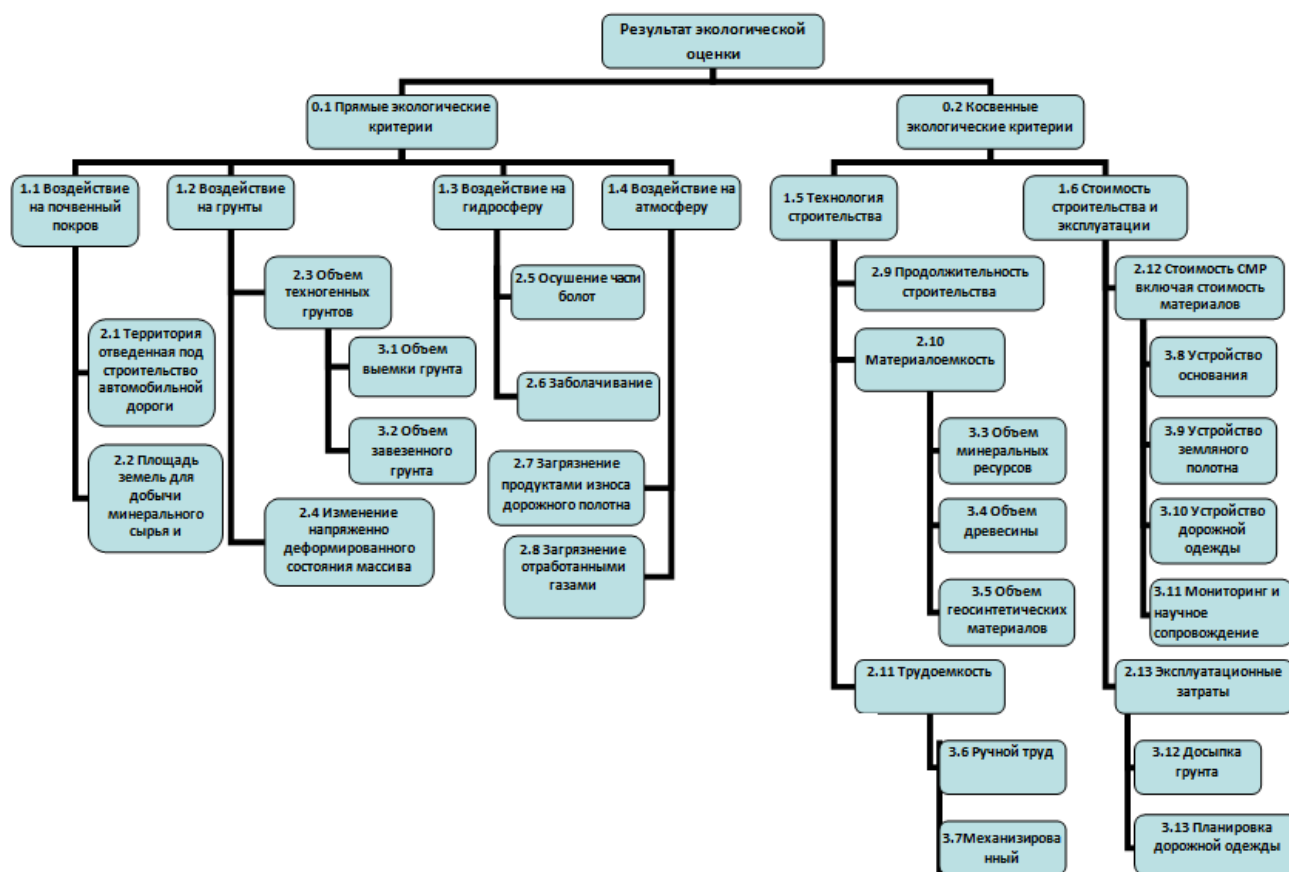 Результат экологической
оценки
0.1 Прямые экологические
критерии
0.2 Косвенные
экологические критерии
1.1 Воздействие
на почвенный
покров
1.2 Воздействие
на грунты
1.3 Воздействие на
гидросферу
1.4 Воздействие на
атмосферу
1.5 Технология
строительства
1.6 Стоимость
строительства и
эксплуатации
2.1 Территория
отведенная под
строительство
автомобильной
дороги
2.2 Площадь
земель для
добычи
минерального
сырья и
2.3 Объем
техногенных
грунтов
3.1 Объем
выемки грунта
3.2 Объем
завезенного
грунта
2.4 Изменение
напряженно
деформированного
состояния массива
2.5 Осушение части
болот
2.6 Заболачивание
2.7 Загрязнение
продуктами износа
дорожного полотна
2.8 Загрязнение
отработанными
газами
2.9 Продолжительность
строительства
2.10
Материалоемкость
3.3 Объем
минеральных
ресурсов
3.4 Объем
древесины
3.5 Объем
геосинтетических
материалов
2.11 Трудоемкость
3.6 Ручной труд
3.7Механизирова
нный
2.12 Стоимость СМР
включая стоимость
материалов
3.8 Устройство
основания
3.9 Устройство
земляного
полотна
3.10 Устройство
дорожной
одежды
3.11 Мониторинг и
научное
сопровождение
2.13 Эксплуатационные
затраты
3.12 Досыпка
грунта
3.13 Планировка
дорожной одежды